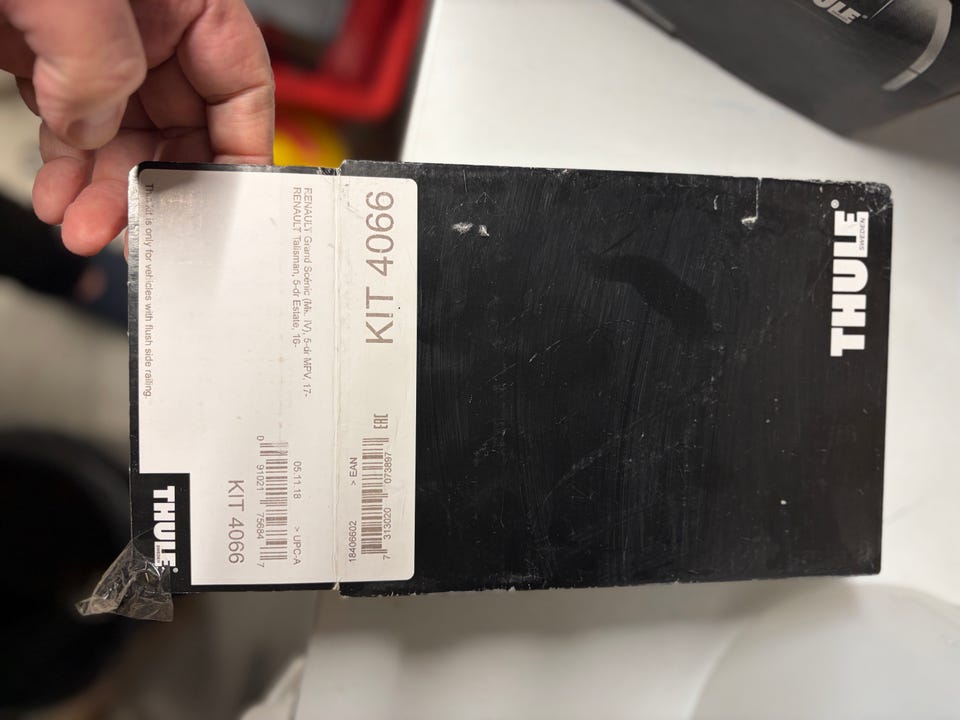 THULE®
SWEDEN
KIT 4066
EAC
18406602 > EAN
7 313020 073897
RENAULT Grand Scénic (Mk. IV), 5-dr MPV, 17-
RENAULT Talisman, 5-dr Estate, 16-
05.11.18 > UPC-A
0 91021 75684 7
KIT 4066
This kit is only for vehicles with flush side railing.
THULE®
SWEDEN
ULE®